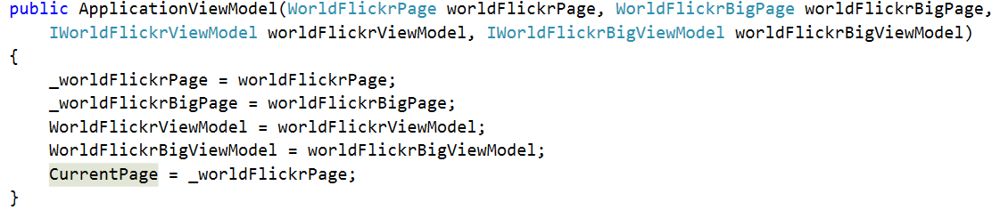 public ApplicationViewModel(WorldFlickrPage worldFlickrPage, WorldFlickrBigPage worldFlickrBigPage,
    IWorldFlickrViewModel worldFlickrViewModel, IWorldFlickrBigViewModel worldFlickrBigViewModel)
{
    _worldFlickrPage = worldFlickrPage;
    _worldFlickrBigPage = worldFlickrBigPage;
    WorldFlickrViewModel = worldFlickrViewModel;
    WorldFlickrBigViewModel = worldFlickrBigViewModel;
    CurrentPage = _worldFlickrPage;
}